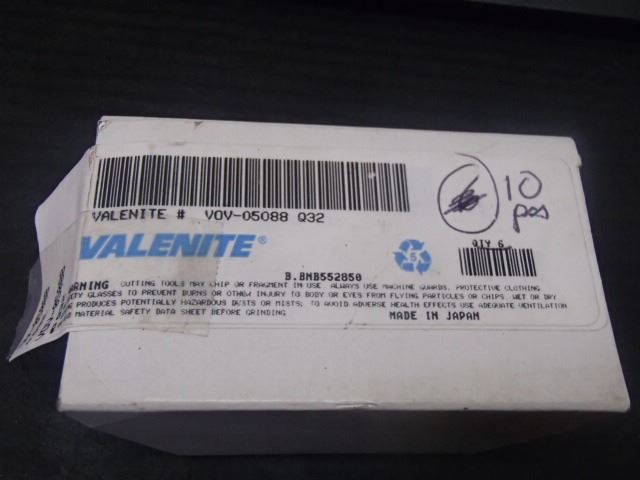 VALENITE # VOV-05088 Q32
10
pos
VALENITE®
5
QTY 6
B.BMB552850
WARNING CUTTING TOOLS MAY CHIP OR FRAGMENT IN USE. ALWAYS USE MACHINE GUARDS, PROTECTIVE CLOTHING
GLASSES TO PREVENT BURNS OR OTHER INJURY TO BODY OR EYES FROM FLYING PARTICLES OR CHIPS. WET OR DRY
PRODUCES POTENTIALLY HAZARDOUS DUSTS OR MISTS; TO AVOID ADVERSE HEALTH EFFECTS USE ADEQUATE VENTILATION
MATERIAL SAFETY DATA SHEET BEFORE GRINDING
MADE IN JAPAN